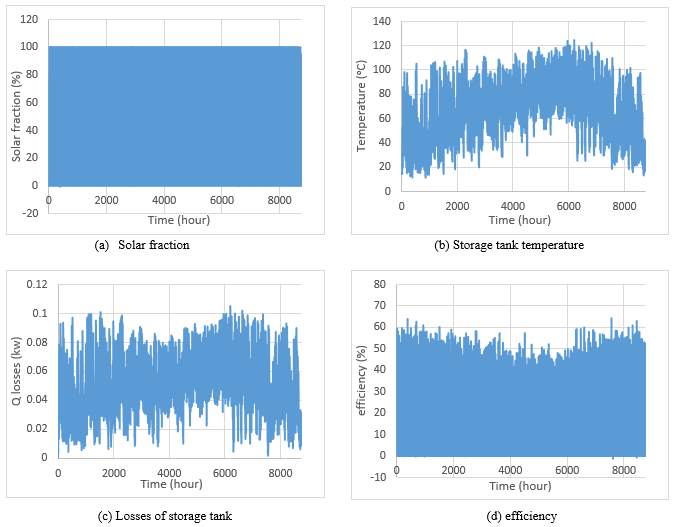 120
100
80
60
40
20
0
-20
0 2000 4000 6000 8000
Solar fraction (%)
Time (hour)
(a) Solar fraction
140
120
100
80
60
40
20
0
0 2000 4000 6000 8000
Temperature (°C)
Time (hour)
(b) Storage tank temperature
0.12
0.1
0.08
0.06
0.04
0.02
0
0 2000 4000 6000 8000
Q losses (kw)
Time (hour)
(c) Losses of storage tank
80
70
60
50
40
30
20
10
0
-10
0 2000 4000 6000 8000
efficiency (%)
Time (hour)
(d) efficiency